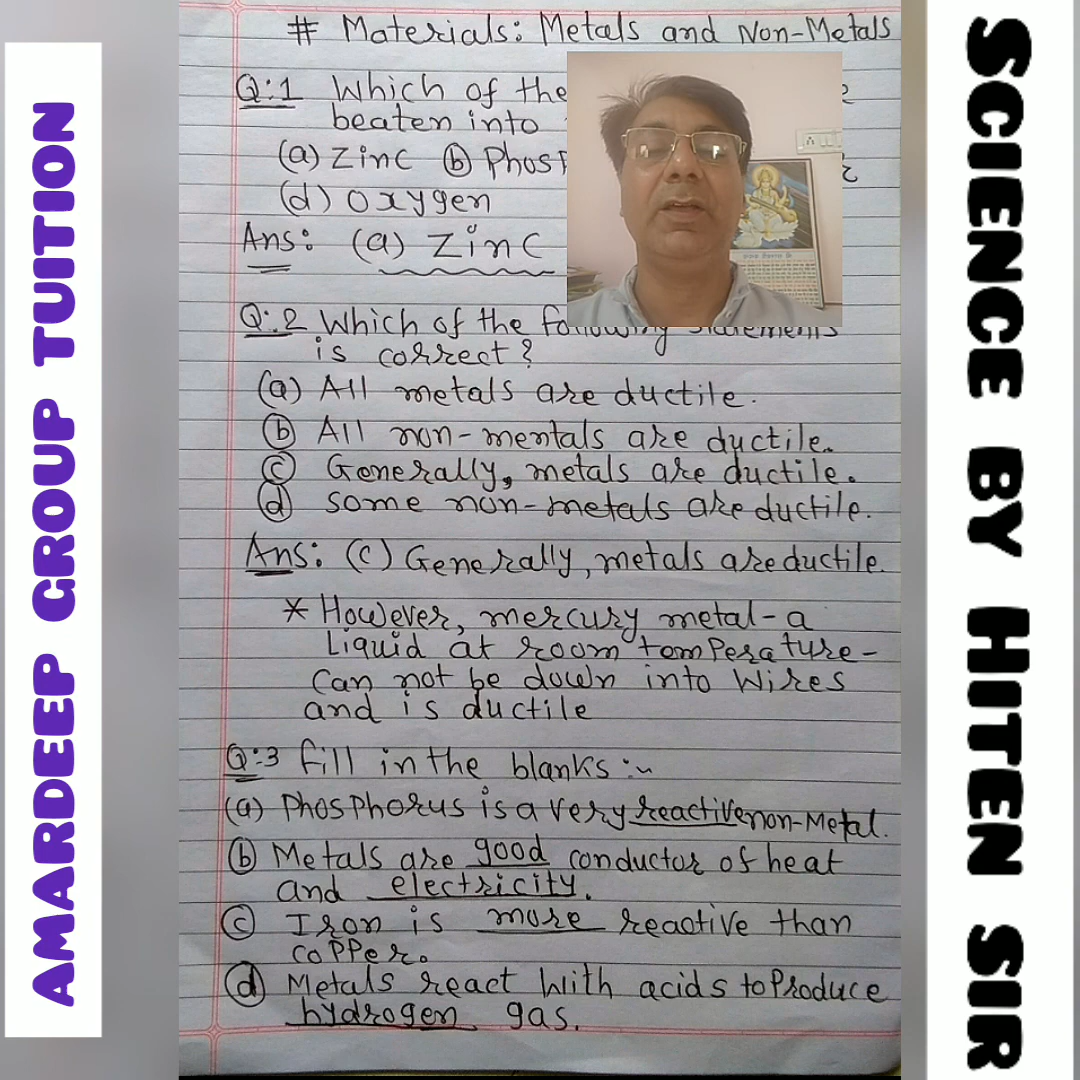 # Materials: Metals and Non-Metals
Q:1 Which of the
beaten into
(a) Zinc (b) Phosp
(d) Oxygen
Ans: (a) Zinc
Q:2 Which of the following statements
is correct?
(a) All metals are ductile.
(b) All non-mentals are ductile.
(c) Generally, metals are ductile.
(d) some non-metals are ductile.
Ans: (c) Generally, metals are ductile.
* However, mercury metal-a
Liquid at room temperature-
can not be down into wires
and is ductile
Q:3 fill in the blanks :~
(a) Phosphorus is a very reactive non-Metal.
(b) Metals are good conductor of heat
and electricity.
(c) Iron is more reactive than
copper.
(d) Metals react with acids to Produce
hydrogen gas.
AMARDEEP GROUP TUITION
SCIENCE BY HITEN SIR